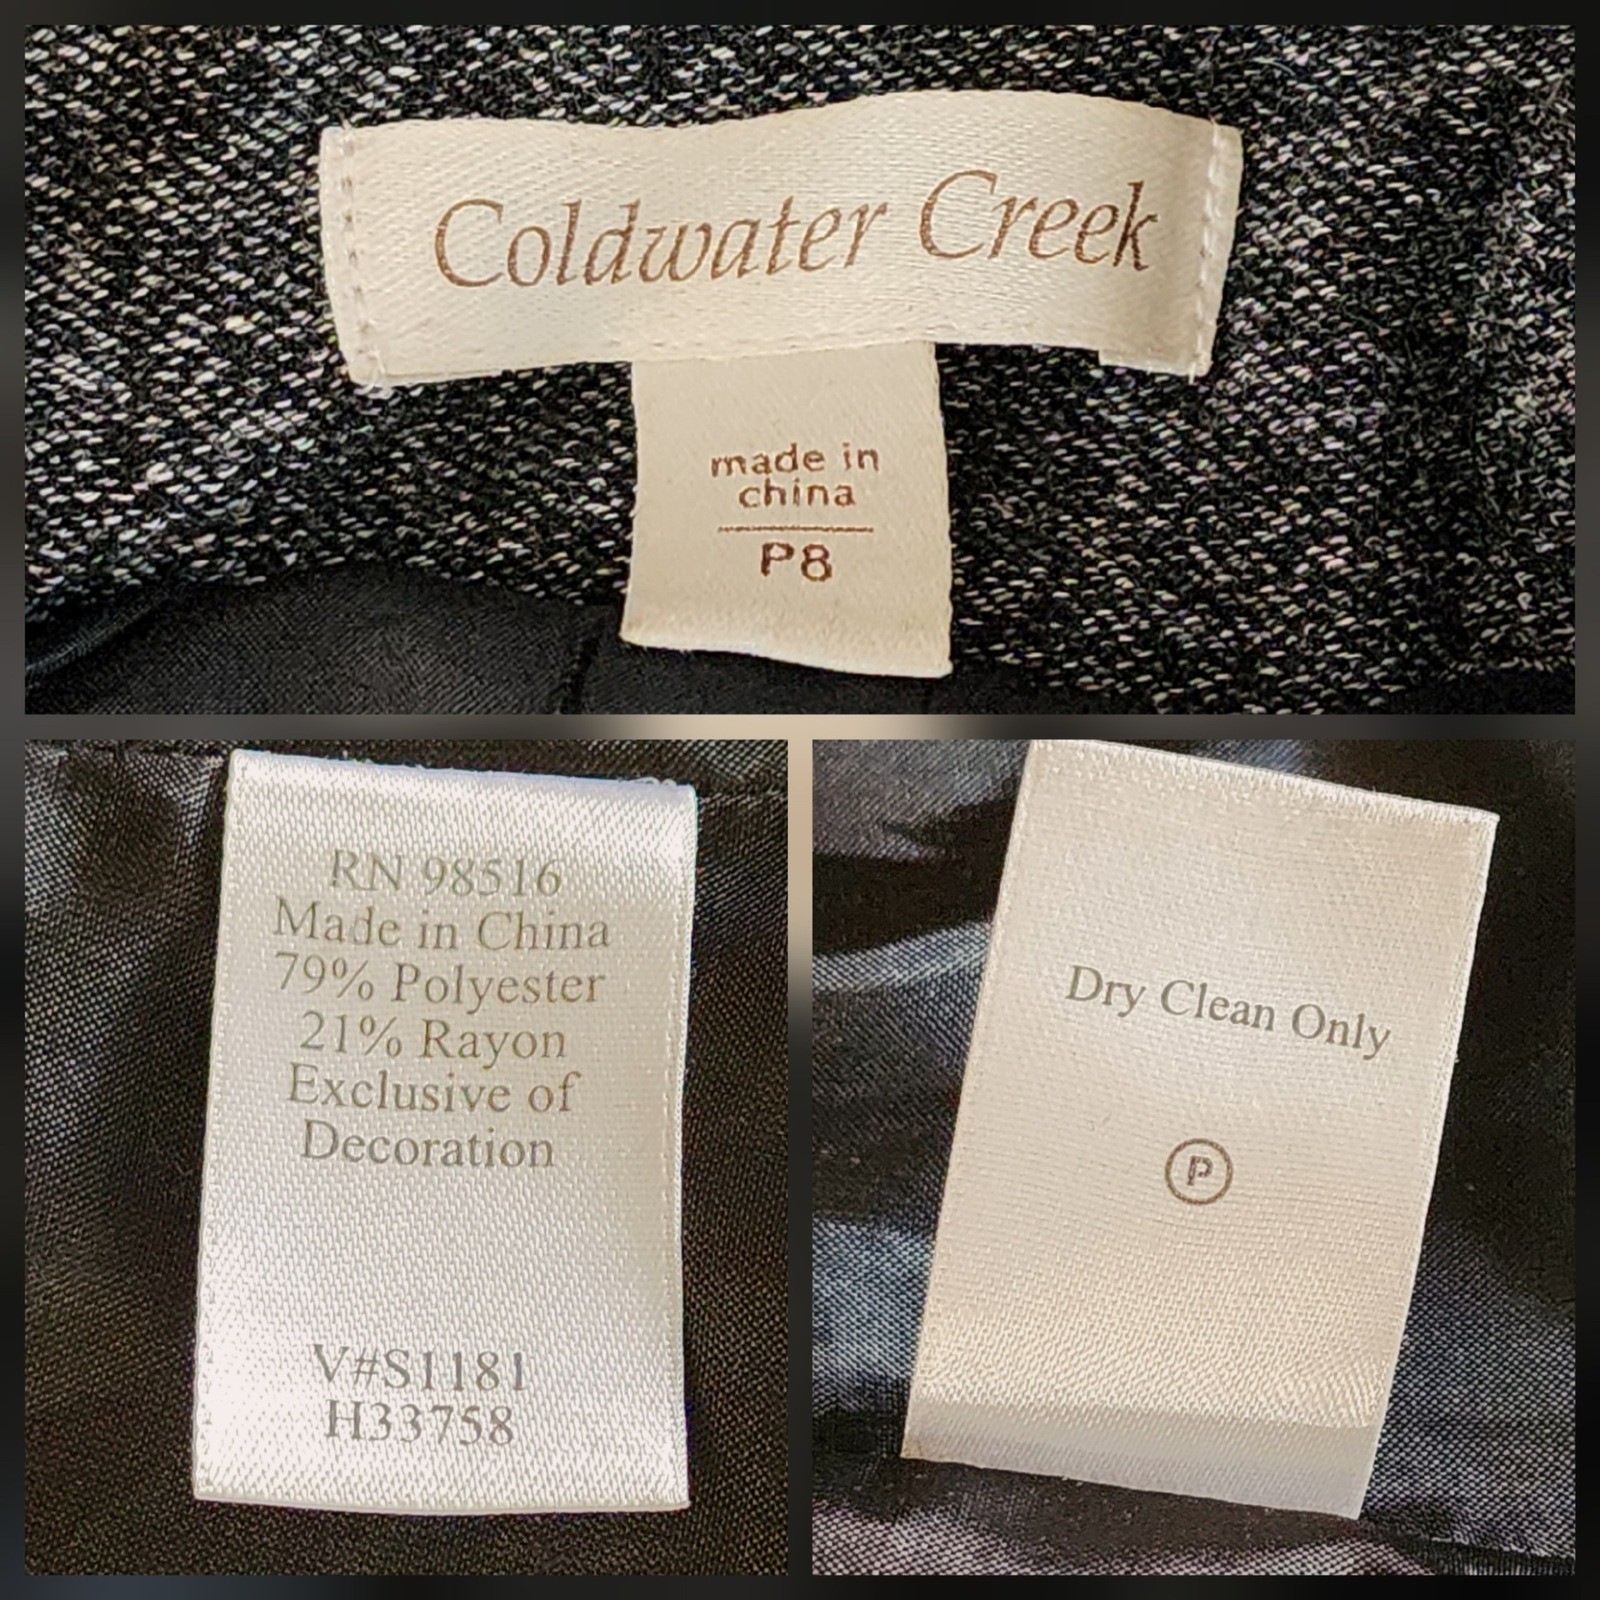 Coldwater Creek
made in
china
P8
RN 98516
Made in China
79% Polyester
21% Rayon
Exclusive of
Decoration
V#S1181
H33758
Dry Clean Only
P